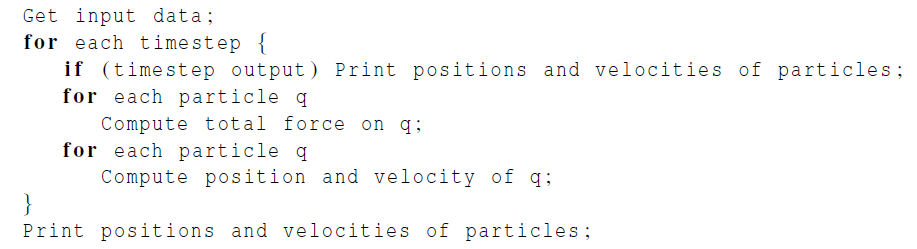 Get input data;
for each timestep {
if (timestep output) Print positions and velocities of particles;
for each particle q
Compute total force on q;
for each particle q
Compute position and velocity of q;
}
Print positions and velocities of particles;